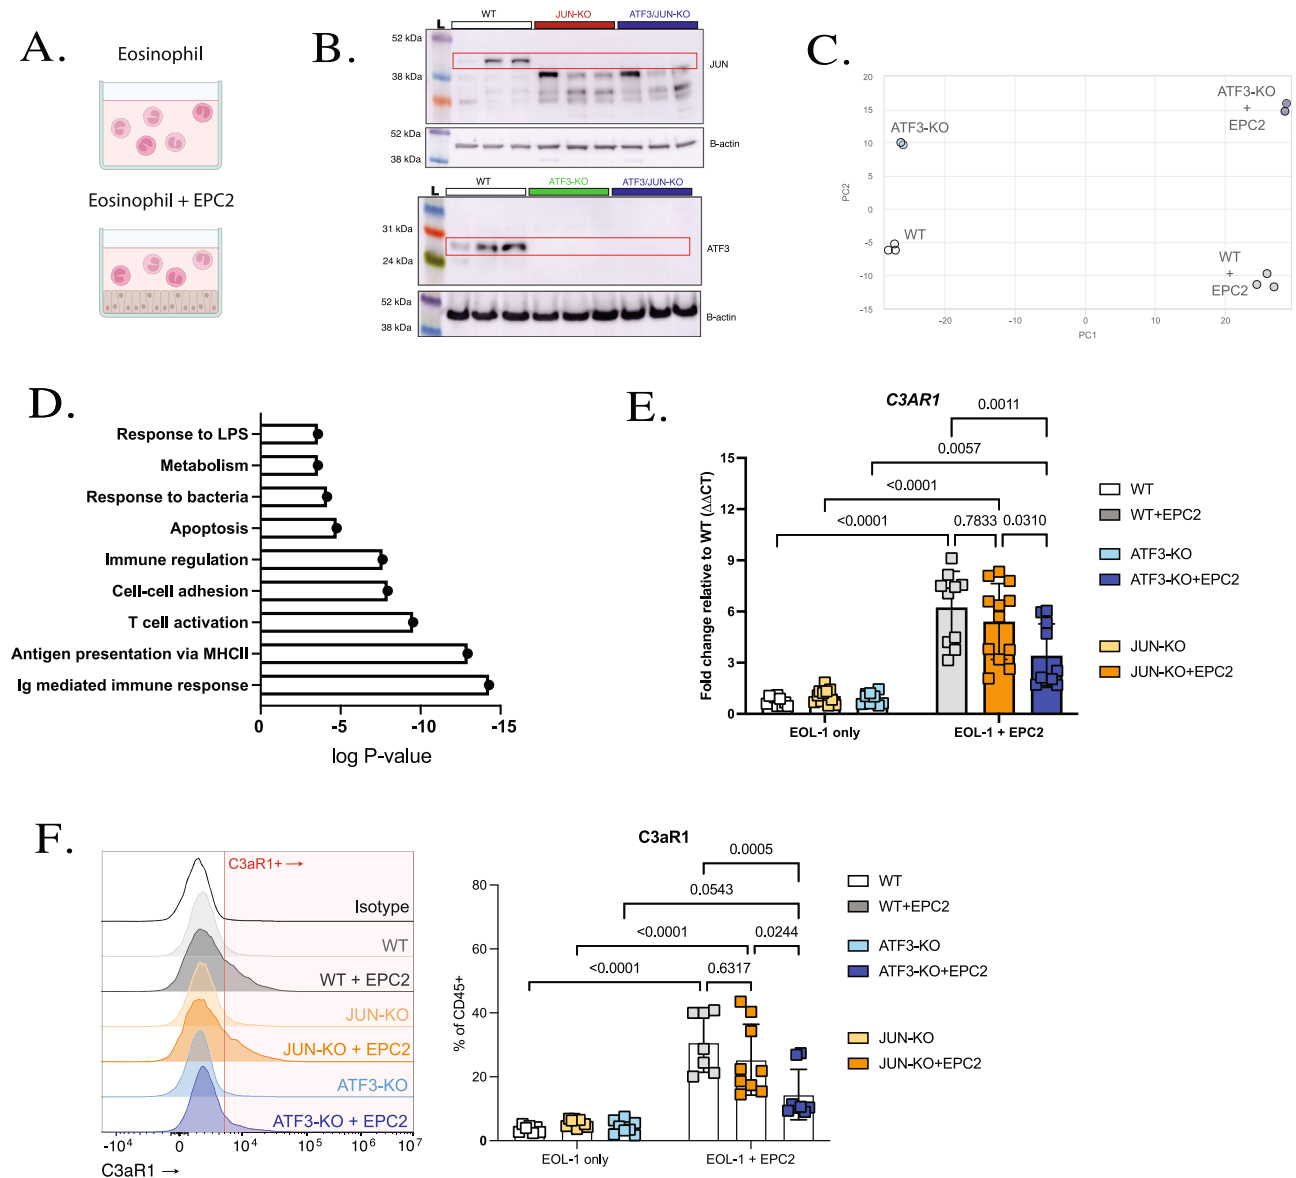 A.
Eosinophil
Eosinophil + EPC2
B.
L
WT
JUN-KO
ATF3/JUN-KO
52 kDa
38 kDa
JUN
52 kDa
38 kDa
B-actin
L
WT
ATF3-KO
ATF3/JUN-KO
31 kDa
24 kDa
ATF3
52 kDa
38 kDa
B-actin
C.
20
15
10
5
0
-5
-10
-15
PC2
-20
-10
0
10
20
PC1
ATF3-KO
ATF3-KO
+
EPC2
WT
WT
+
EPC2
D.
Response to LPS
Metabolism
Response to bacteria
Apoptosis
Immune regulation
Cell-cell adhesion
T cell activation
Antigen presentation via MHCII
Ig mediated immune response
0
-5
-10
-15
log P-value
E.
C3AR1
0.0011
0.0057
<0.0001
<0.0001
0.7833
0.0310
15
12
9
6
3
0
Fold change relative to WT (ΔΔCT)
EOL-1 only
EOL-1 + EPC2
WT
WT+EPC2
ATF3-KO
ATF3-KO+EPC2
JUN-KO
JUN-KO+EPC2
F.
C3aR1+ →
Isotype
WT
WT + EPC2
JUN-KO
JUN-KO + EPC2
ATF3-KO
ATF3-KO + EPC2
-10⁴
0
10⁴
10⁵
10⁶
10⁷
C3aR1 →
C3aR1
0.0005
0.0543
<0.0001
0.0244
<0.0001
0.6317
80
60
40
20
0
% of CD45+
EOL-1 only
EOL-1 + EPC2
WT
WT+EPC2
ATF3-KO
ATF3-KO+EPC2
JUN-KO
JUN-KO+EPC2